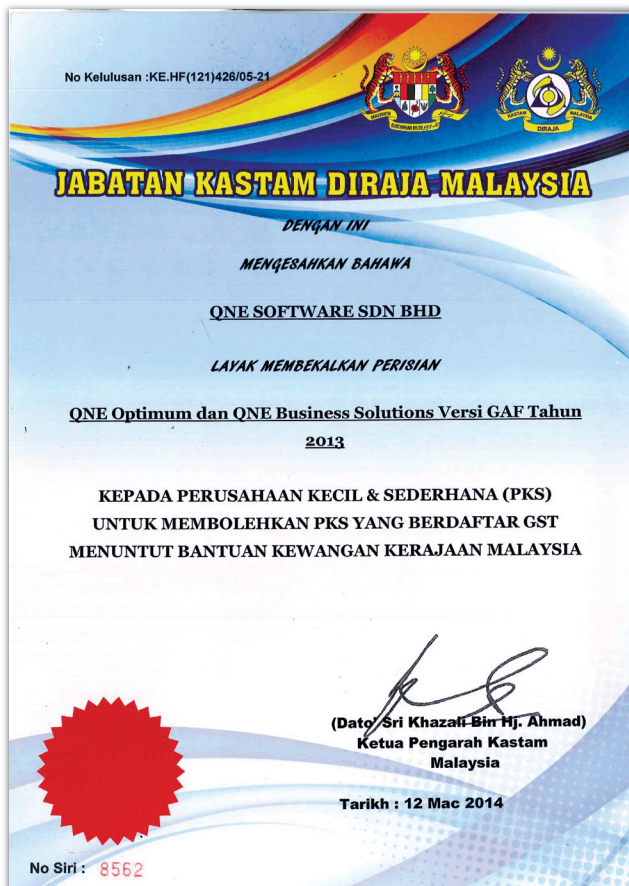 No Kelulusan :KE.HF(121)426/05-21
KASTAM MALAYSIA
DIRAJA
JABATAN KASTAM DIRAJA MALAYSIA
DENGAN INI
MENGESAHKAN BAHAWA
QNE SOFTWARE SDN BHD
LAYAK MEMBEKALKAN PERISIAN
QNE Optimum dan QNE Business Solutions Versi GAF Tahun
2013
KEPADA PERUSAHAAN KECIL & SEDERHANA (PKS)
UNTUK MEMBOLEHKAN PKS YANG BERDAFTAR GST
MENUNTUT BANTUAN KEWANGAN KERAJAAN MALAYSIA
(Dato' Sri Khazali Bin Hj. Ahmad)
Ketua Pengarah Kastam
Malaysia
Tarikh : 12 Mac 2014
No Siri : 8562